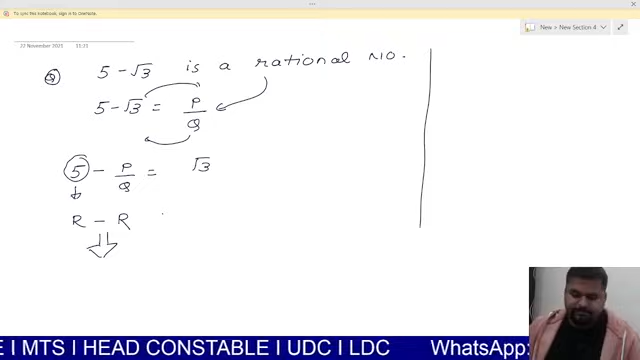 To sync this notebook, sign in to OneNote.
New > New Section 4
22 November 2021 11:21
Q 5 - √3 is a rational NO.
5 - √3 = P/Q
5 - P/Q = √3
R - R
E I MTS I HEAD CONSTABLE I UDC I LDC WhatsApp: